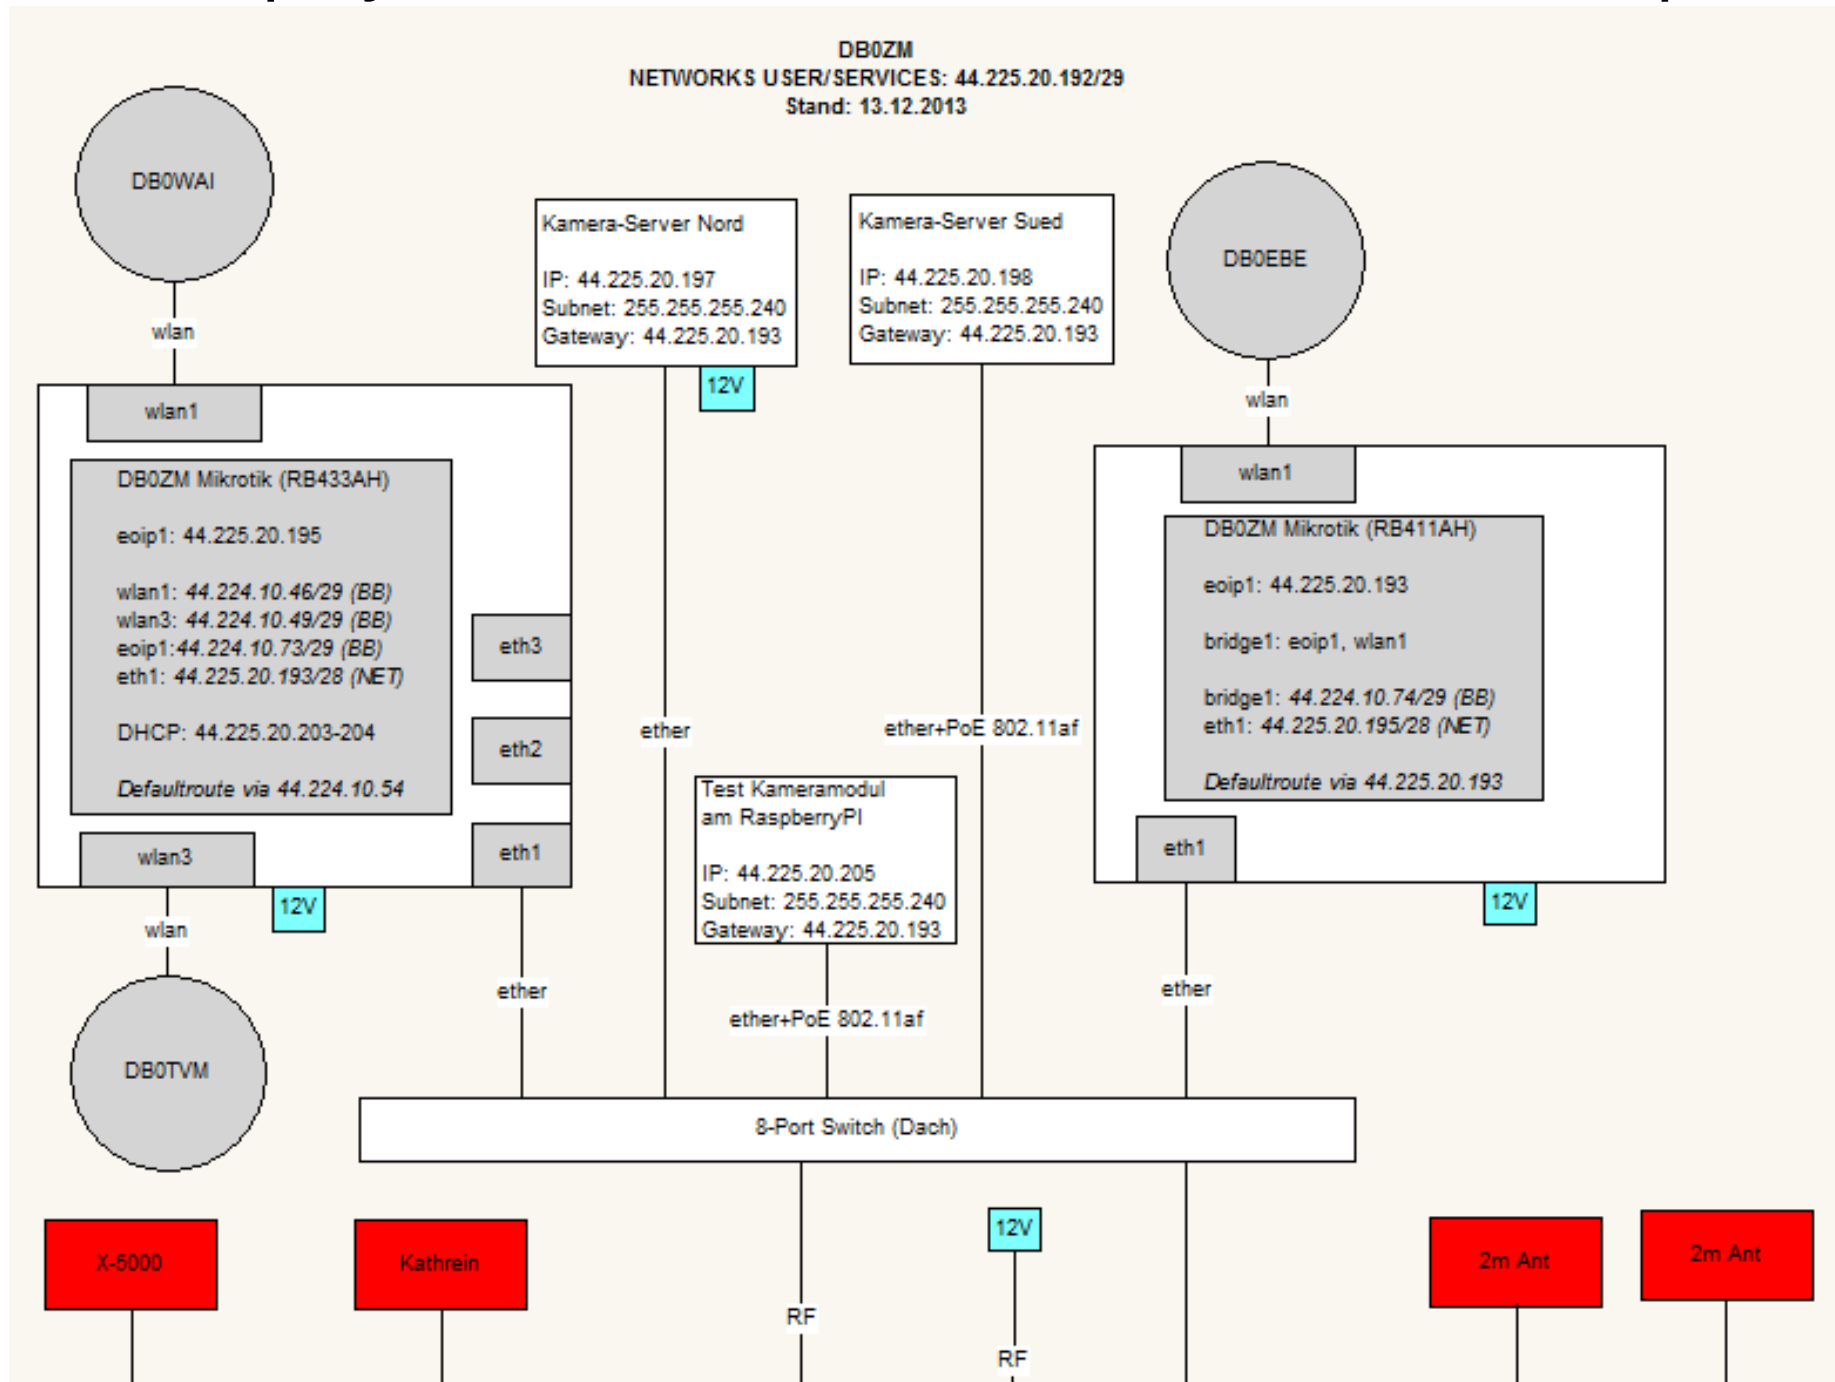 DB0ZM
NETWORKS USER/SERVICES: 44.225.20.192/29
Stand: 13.12.2013
DB0WAI
wlan
Kamera-Server Nord
IP: 44.225.20.197
Subnet: 255.255.255.240
Gateway: 44.225.20.193
12V
Kamera-Server Sued
IP: 44.225.20.198
Subnet: 255.255.255.240
Gateway: 44.225.20.193
DB0EBE
wlan
wlan1
DB0ZM Mikrotik (RB433AH)
eoip1: 44.225.20.195
wlan1: 44.224.10.46/29 (BB)
wlan3: 44.224.10.49/29 (BB)
eoip1:44.224.10.73/29 (BB)
eth1: 44.225.20.193/28 (NET)
DHCP: 44.225.20.203-204
Defaultroute via 44.224.10.54
eth3
eth2
eth1
wlan3
12V
wlan
DB0TVM
ether
ether
ether+PoE 802.11af
Test Kameramodul
am RaspberryPI
IP: 44.225.20.205
Subnet: 255.255.255.240
Gateway: 44.225.20.193
ether+PoE 802.11af
wlan1
DB0ZM Mikrotik (RB411AH)
eoip1: 44.225.20.193
bridge1: eoip1, wlan1
bridge1: 44.224.10.74/29 (BB)
eth1: 44.225.20.195/28 (NET)
Defaultroute via 44.225.20.193
eth1
12V
ether
8-Port Switch (Dach)
X-5000
Kathrein
RF
12V
RF
2m Ant
2m Ant